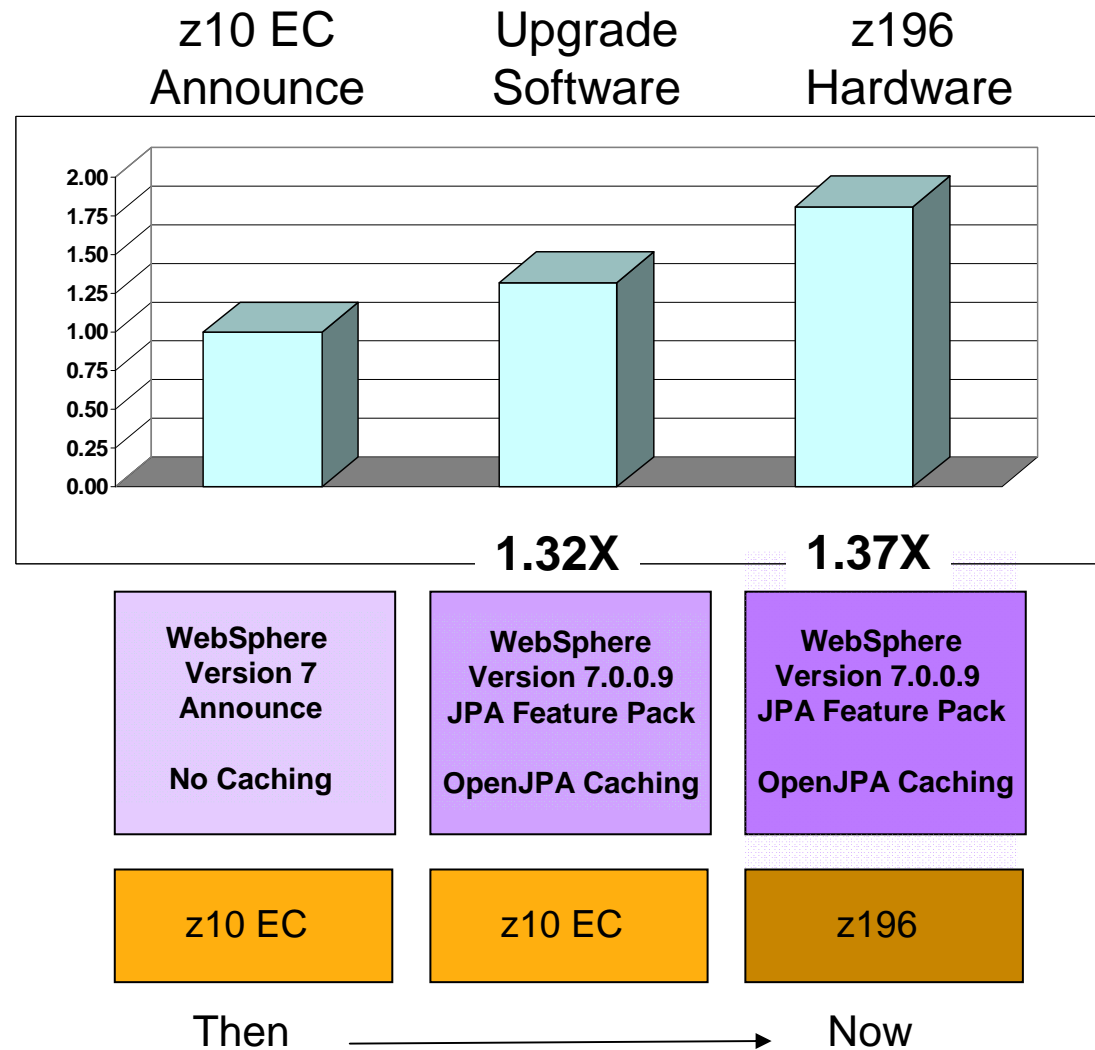 z10 EC
Announce
Upgrade
Software
z196
Hardware
2.00
1.75
1.50
1.25
1.00
0.75
0.50
0.25
0.00
1.32X
1.37X
WebSphere
Version 7
Announce
No Caching
WebSphere
Version 7.0.0.9
JPA Feature Pack
OpenJPA Caching
WebSphere
Version 7.0.0.9
JPA Feature Pack
OpenJPA Caching
z10 EC
z10 EC
z196
Then
Now